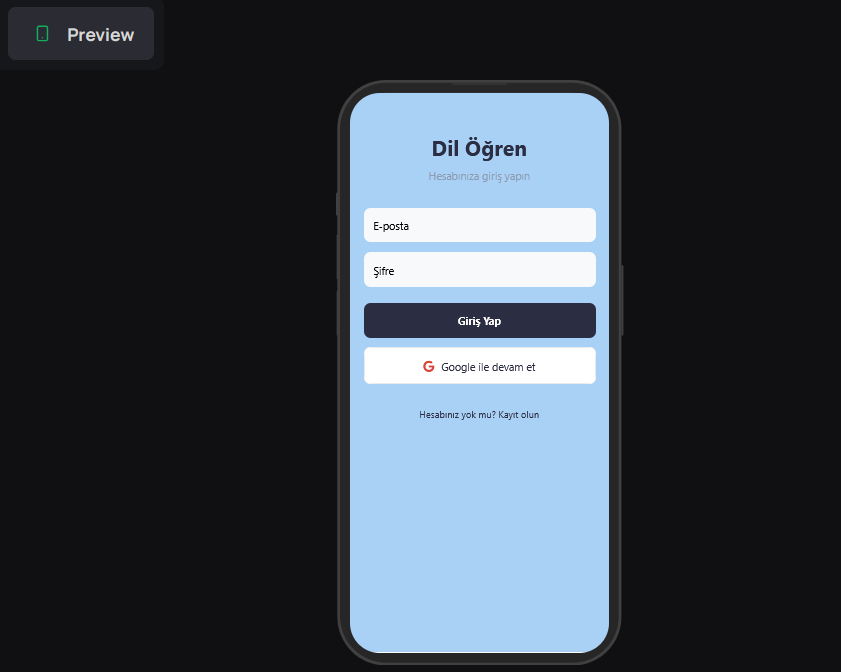 Preview
Dil Öğren
Hesabınıza giriş yapın
E-posta
Şifre
Giriş Yap
G Google ile devam et
Hesabınız yok mu? Kayıt olun